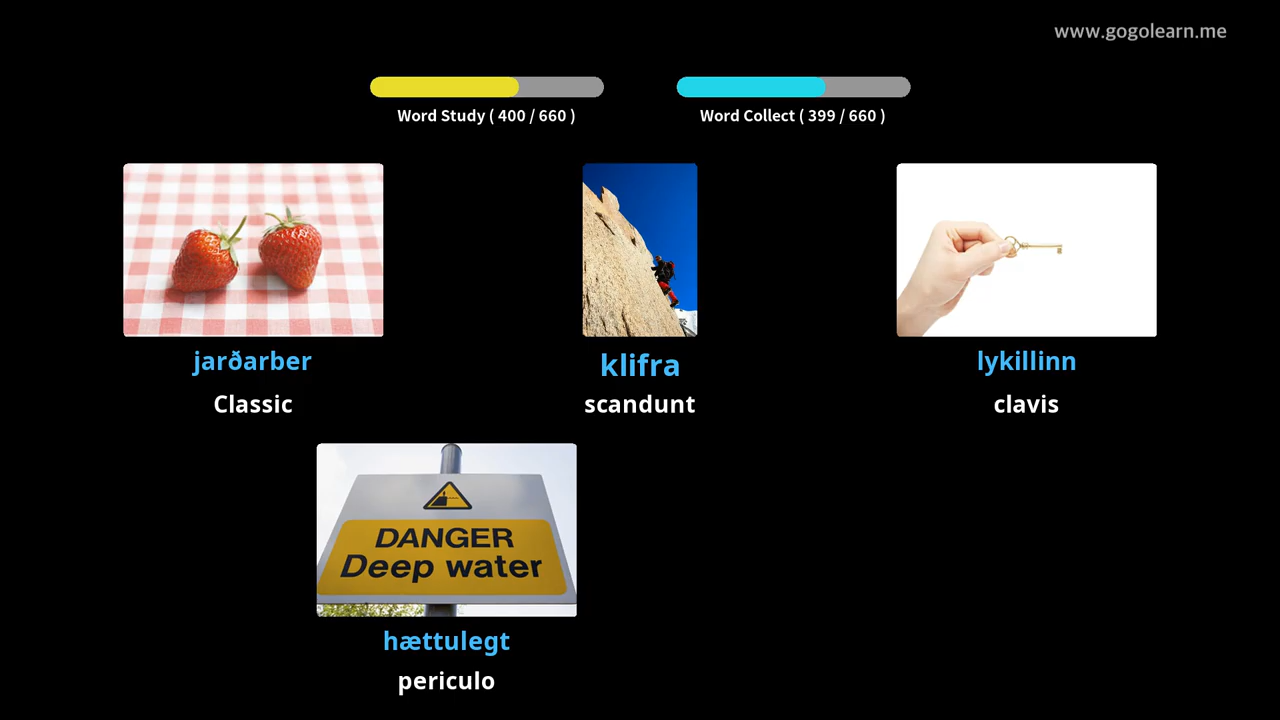 www.gogolearn.me
Word Study ( 400 / 660 )
Word Collect ( 399 / 660 )
jarðarber
klifra
lykillinn
Classic
scandunt
clavis
DANGER
Deep water
hættulegt
periculo